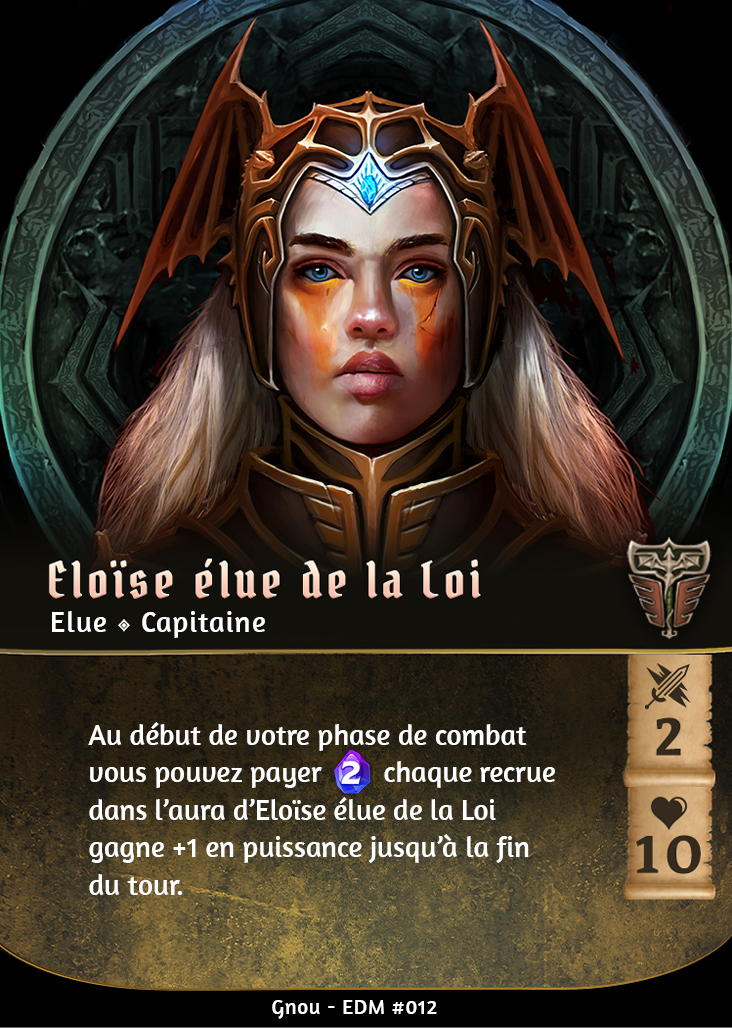 Eloïse élue de la Loi
Elue ◈ Capitaine
2
Au début de votre phase de combat
vous pouvez payer 2 chaque recrue
dans l’aura d’Eloïse élue de la Loi
gagne +1 en puissance jusqu’à la fin
du tour.
10
Gnou - EDM #012